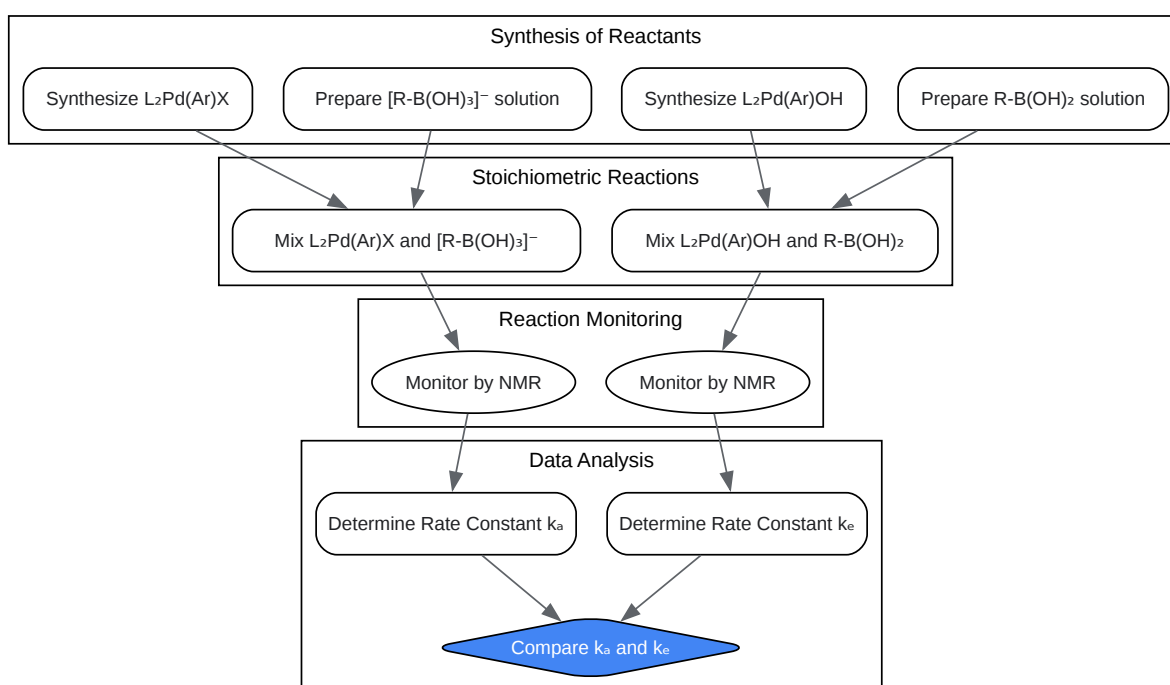 Synthesis of Reactants
Synthesize L₂Pd(Ar)X
Prepare [R-B(OH)₃]⁻ solution
Synthesize L₂Pd(Ar)OH
Prepare R-B(OH)₂ solution
Stoichiometric Reactions
Mix L₂Pd(Ar)X and [R-B(OH)₃]⁻
Mix L₂Pd(Ar)OH and R-B(OH)₂
Reaction Monitoring
Monitor by NMR
Monitor by NMR
Data Analysis
Determine Rate Constant kₐ
Determine Rate Constant kₑ
Compare kₐ and kₑ